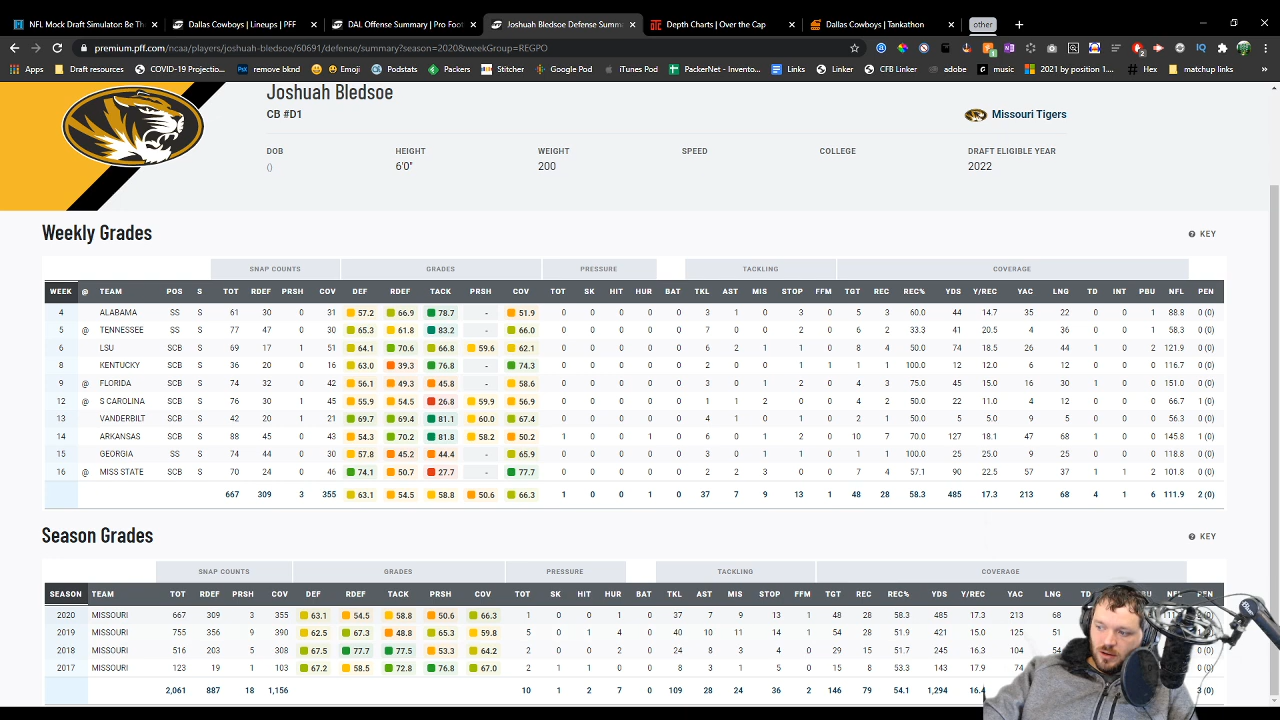 NFL Mock Draft Simulator: Be Th × Dallas Cowboys | Lineups | PFF × DAL Offense Summary | Pro Foot × Joshuah Bledsoe Defense Summ × Depth Charts | Over the Cap × Dallas Cowboys | Tankathon × other +
premium.pff.com/ncaa/players/joshuah-bledsoe/60691/defense/summary?season=2020&weekGroup=REGPO
Apps Draft resources COVID-19 Projectio... remove blend Emoji Podstats Packers Stitcher Google Pod iTunes Pod PackerNet - Invento... Links Linker CFB Linker adobe music 2021 by position 1... Hex matchup links
Joshuah Bledsoe
CB #D1 Missouri Tigers
DOB HEIGHT WEIGHT SPEED COLLEGE DRAFT ELIGIBLE YEAR
() 6'0" 200 2022
Weekly Grades KEY
SNAP COUNTS GRADES PRESSURE TACKLING COVERAGE
WEEK @ TEAM POS S TOT RDEF PRSH COV DEF RDEF TACK PRSH COV TOT SK HIT HUR BAT TKL AST MIS STOP FFM TGT REC REC% YDS Y/REC YAC LNG TD INT PBU NFL PEN
4 ALABAMA SS S 61 30 0 31 57.2 66.9 78.7 - 51.9 0 0 0 0 0 3 1 0 0 0 5 3 60.0 44 14.7 35 22 0 0 1 88.8 0 (0)
5 @ TENNESSEE SS S 77 47 0 30 65.3 61.8 83.2 - 66.0 0 0 0 0 0 7 0 0 2 0 6 2 33.3 41 20.5 4 36 0 0 1 58.3 0 (0)
6 LSU SCB S 69 17 1 51 64.1 70.6 66.8 59.6 62.1 0 0 0 0 0 6 2 1 1 0 8 4 50.0 74 18.5 26 44 1 0 1 121.9 0 (0)
8 KENTUCKY SCB S 36 20 0 16 63.0 39.3 76.8 - 74.3 0 0 0 0 0 2 0 0 1 1 1 1 100.0 12 12.0 6 12 0 0 0 116.7 0 (0)
9 @ FLORIDA SCB S 74 32 0 42 56.1 49.3 45.8 - 58.6 0 0 0 0 0 3 0 1 2 0 4 3 75.0 45 15.0 16 30 1 0 0 151.0 0 (0)
12 @ S CAROLINA SCB S 76 30 1 45 55.9 54.5 26.8 59.9 56.9 0 0 0 0 0 1 1 2 0 0 4 2 50.0 22 11.0 4 12 0 0 0 66.7 1 (0)
13 VANDERBILT SCB S 42 20 1 21 69.7 69.4 81.1 60.0 67.4 0 0 0 0 0 4 1 0 1 0 2 1 50.0 5 5.0 9 5 0 0 1 56.3 0 (0)
14 ARKANSAS SCB S 88 45 0 43 54.3 70.2 81.8 58.2 50.2 1 0 0 1 0 6 0 1 2 0 10 7 70.0 127 18.1 47 68 1 0 0 145.8 1 (0)
15 GEORGIA SS S 74 44 0 30 57.8 45.2 44.4 - 65.9 0 0 0 0 0 3 0 1 1 0 1 1 100.0 25 25.0 9 25 0 0 0 118.8 0 (0)
16 @ MISS STATE SCB S 70 24 0 46 74.1 50.7 27.7 - 77.7 0 0 0 0 0 2 2 3 0 0 7 4 57.1 90 22.5 57 37 1 1 2 101.8 0 (0)
667 309 3 355 63.1 54.5 58.8 50.6 66.3 1 0 0 1 0 37 7 9 13 1 48 28 58.3 485 17.3 213 68 4 1 6 111.9 2 (0)
Season Grades KEY
SNAP COUNTS GRADES PRESSURE TACKLING COVERAGE
SEASON TEAM TOT RDEF PRSH COV DEF RDEF TACK PRSH COV TOT SK HIT HUR BAT TKL AST MIS STOP FFM TGT REC REC% YDS Y/REC YAC LNG TD INT PBU NFL PEN
2020 MISSOURI 667 309 3 355 63.1 54.5 58.8 50.6 66.3 1 0 0 1 0 37 7 9 13 1 48 28 58.3 485 17.3 213 68
2019 MISSOURI 755 356 9 390 62.5 67.3 48.8 65.3 59.8 5 0 1 4 0 40 10 11 14 1 54 28 51.9 421 15.0 125 51
2018 MISSOURI 516 203 5 308 67.5 77.7 77.5 53.3 64.2 2 0 0 2 0 24 8 3 4 0 29 15 51.7 245 16.3 104
2017 MISSOURI 123 19 1 103 67.2 58.5 72.8 76.8 67.0 2 1 1 0 0 8 3 1 5 0 15 8 53.3 143 17.9 74
2,061 887 18 1,156 10 1 2 7 0 109 28 24 36 2 146 79 54.1 1,294 16.4 3 (0)